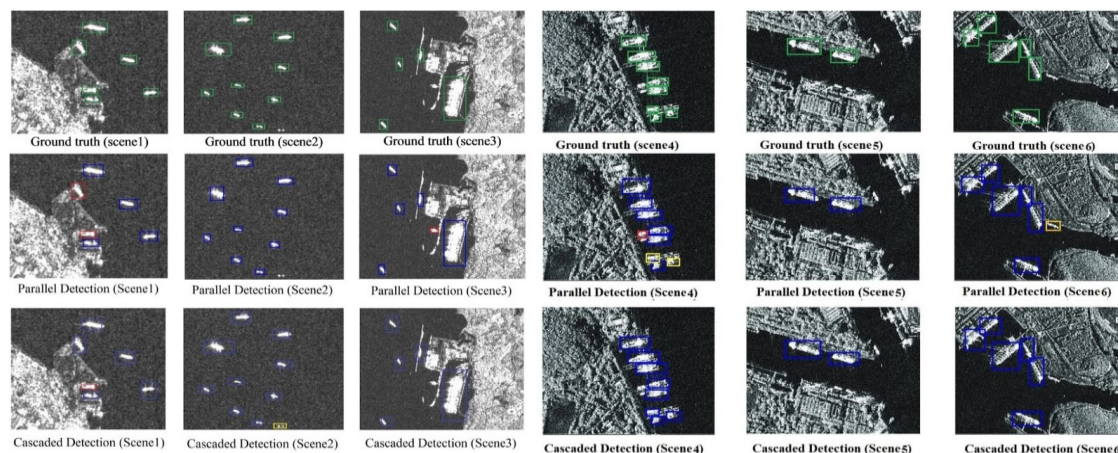 Ground truth (scene1)
Ground truth (scene2)
Ground truth (scene3)
Ground truth (scene4)
Ground truth (scene5)
Ground truth (scene6)
Parallel Detection (Scene1)
Parallel Detection (Scene2)
Parallel Detection (Scene3)
Parallel Detection (Scene4)
Parallel Detection (Scene5)
Parallel Detection (Scene6)
Cascaded Detection (Scene1)
Cascaded Detection (Scene2)
Cascaded Detection (Scene3)
Cascaded Detection (Scene4)
Cascaded Detection (Scene5)
Cascaded Detection (Scene6